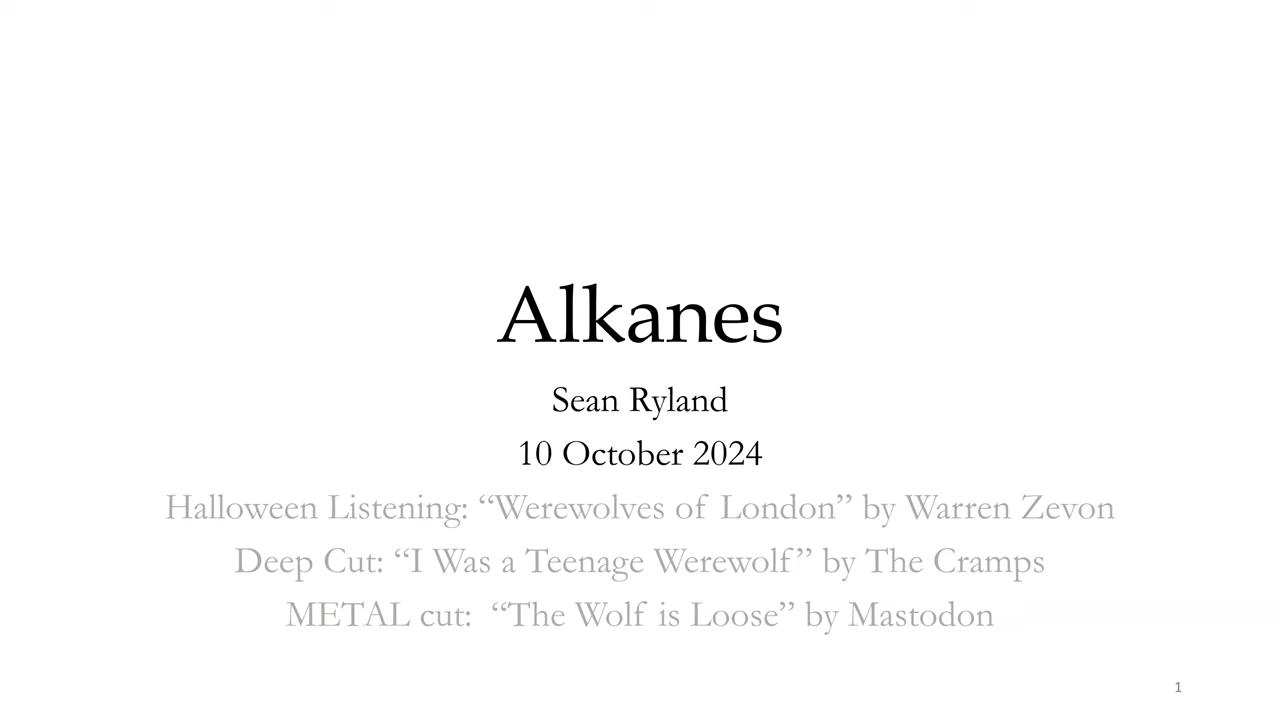 Alkanes
Sean Ryland
10 October 2024
Halloween Listening: “Werewolves of London” by Warren Zevon
Deep Cut: “I Was a Teenage Werewolf” by The Cramps
METAL cut:  “The Wolf is Loose” by Mastodon
1